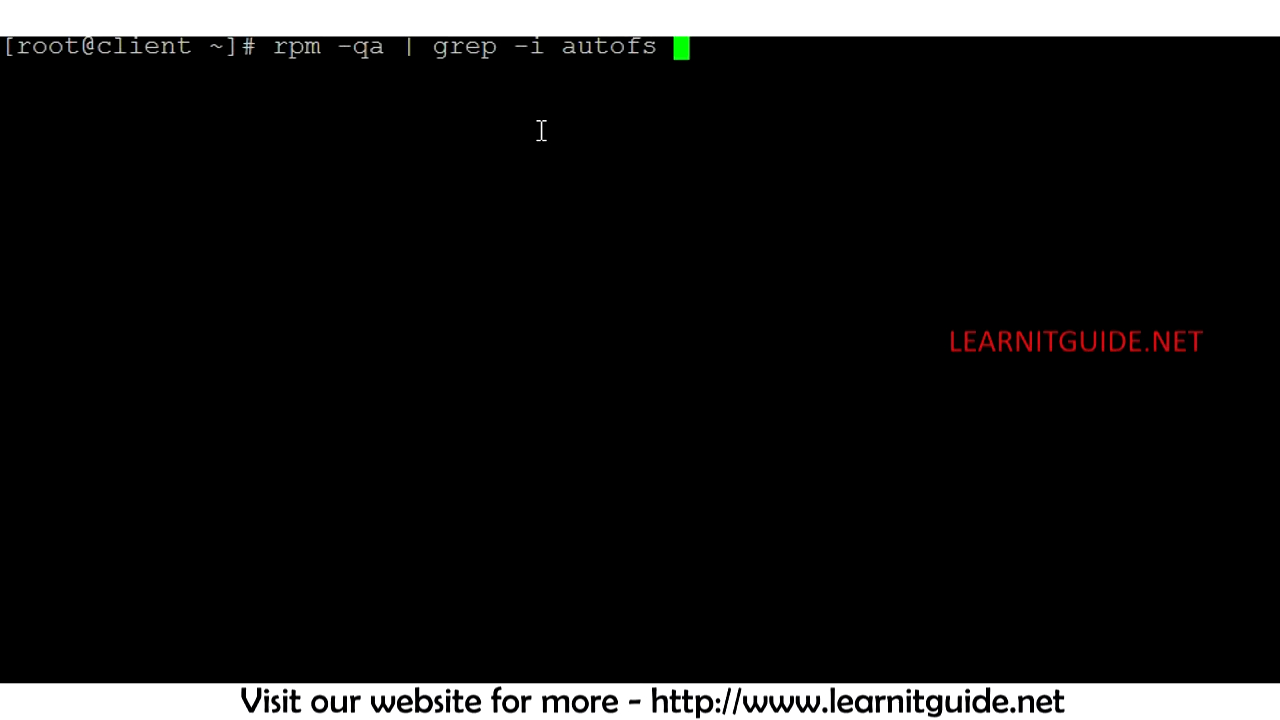 [root@client ~]# rpm -qa | grep -i autofs
LEARNITGUIDE.NET
Visit our website for more - http://www.learnitguide.net